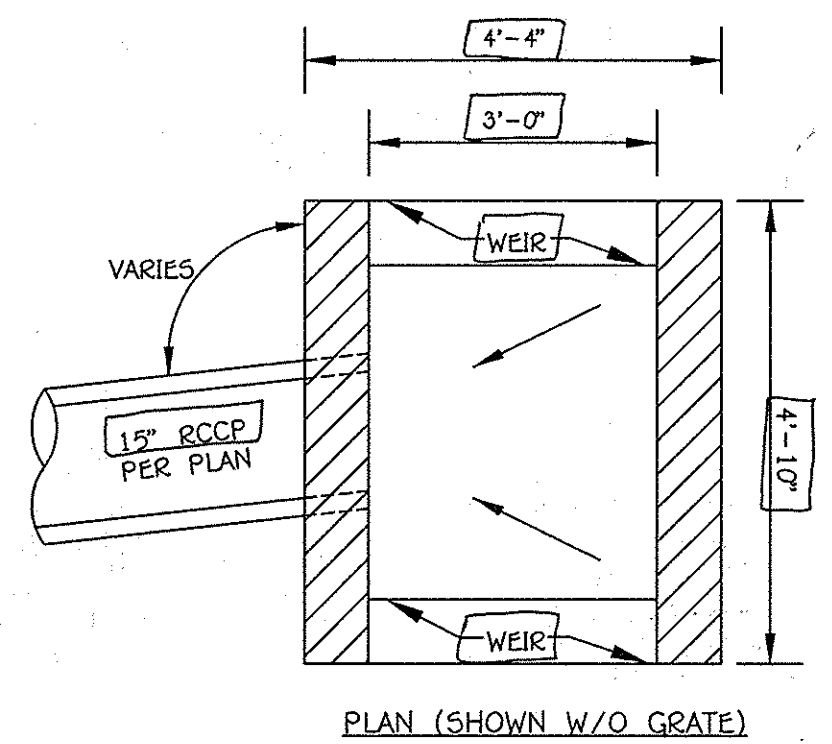 4'-4"
3'-0"
WEIR
VARIES
15" RCCP
PER PLAN
4'-10"
WEIR
PLAN (SHOWN W/O GRATE)